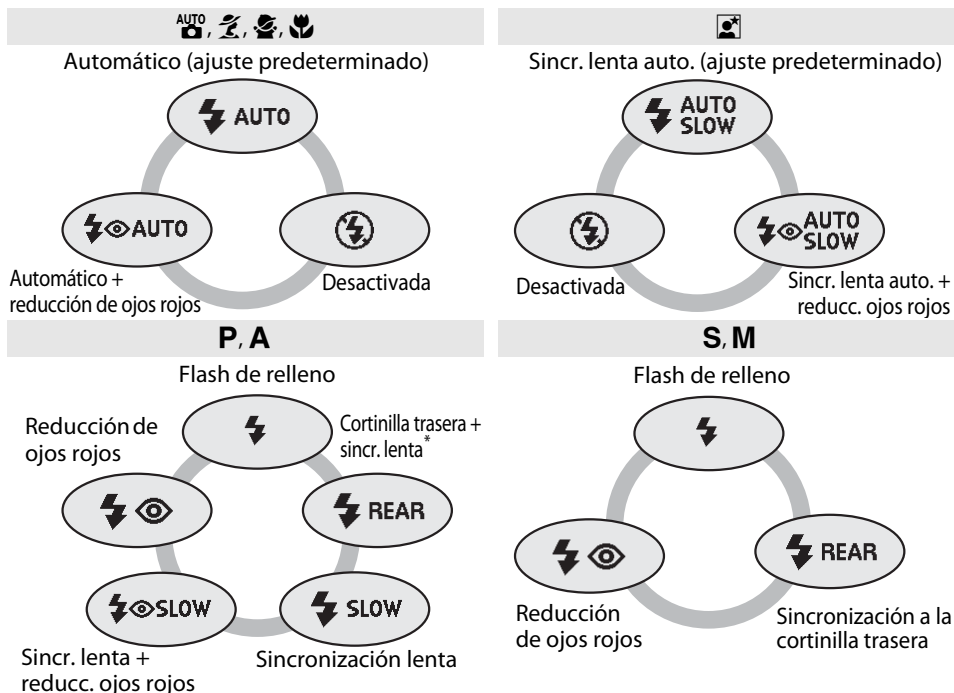 AUTO, , ,
Automático (ajuste predeterminado)
AUTO
AUTO
Automático +
reducción de ojos rojos
Desactivada
Sincr. lenta auto. (ajuste predeterminado)
AUTO
SLOW
Desactivada
AUTO
SLOW
Sincr. lenta auto. +
reducc. ojos rojos
P, A
Flash de relleno
Reducción de
ojos rojos
Cortinilla trasera +
sincr. lenta*
REAR
SLOW
SLOW
Sincr. lenta +
reducc. ojos rojos
Sincronización lenta
S, M
Flash de relleno
REAR
Reducción
de ojos rojos
Sincronización a la
cortinilla trasera